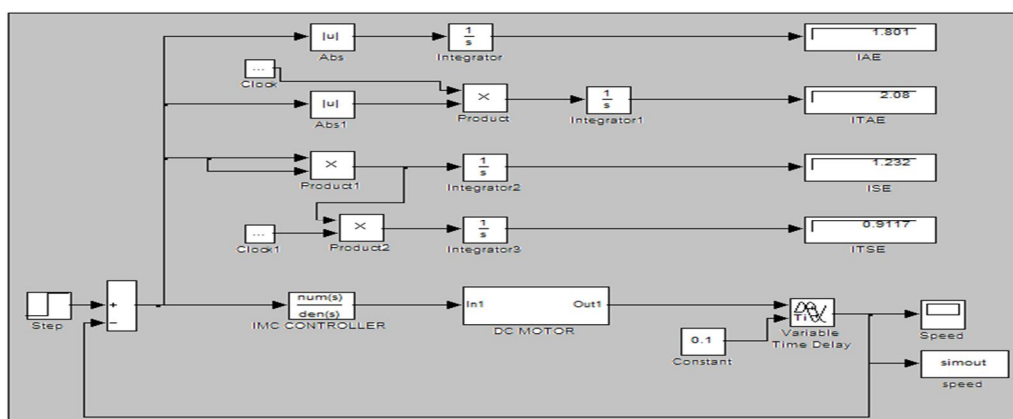 |u|
Abs
1
s
Integrator
1.801
IAE
...
Clock
|u|
Abs1
×
Product
1
s
Integrator1
2.08
ITAE
×
Product1
1
s
Integrator2
1.232
ISE
...
Clock1
×
Product2
1
s
Integrator3
0.9117
ITSE
Step
+
−
num(s)
den(s)
IMC CONTROLLER
In1
Out1
DC MOTOR
0.1
Constant
Ti
Variable
Time Delay
Speed
simout
speed